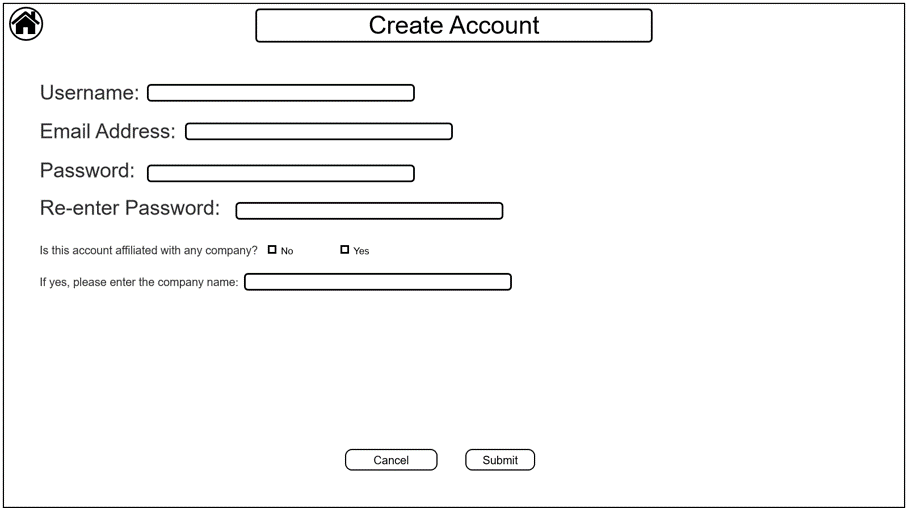 Create Account
Username:
Email Address:
Password:
Re-enter Password:
Is this account affiliated with any company? No Yes
If yes, please enter the company name:
Cancel Submit